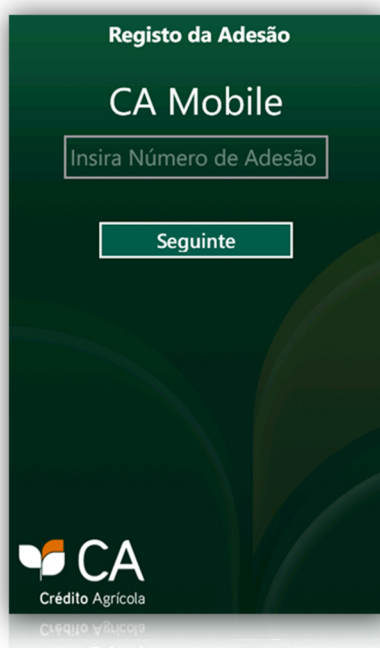 Registo da Adesão
CA Mobile
Insira Número de Adesão
Seguinte
CA
Crédito Agrícola